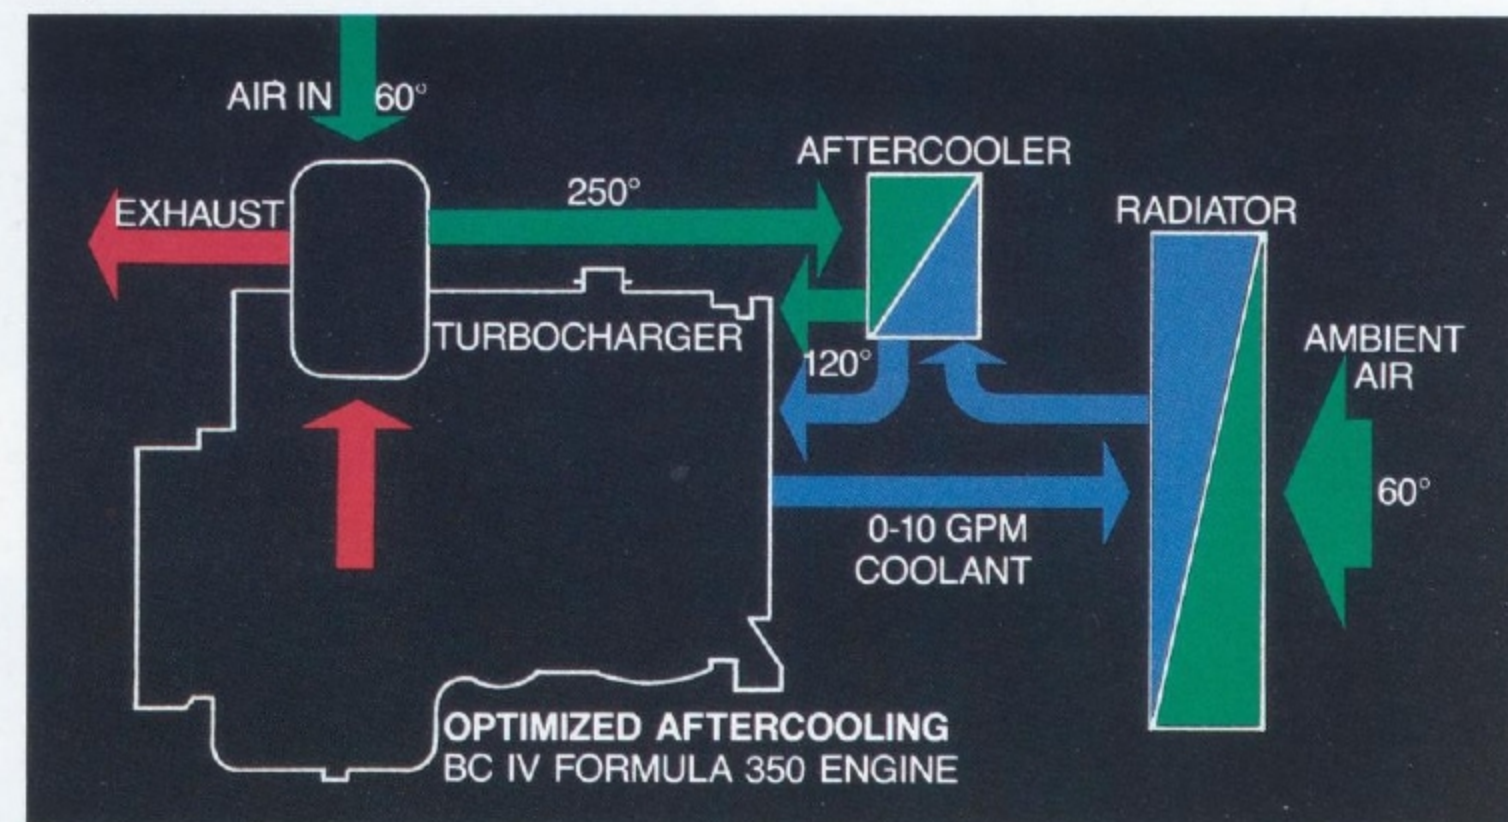 AIR IN 60°
AFTERCOOLER
250°
EXHAUST
RADIATOR
TURBOCHARGER
120°
AMBIENT
AIR
60°
0-10 GPM
COOLANT
OPTIMIZED AFTERCOOLING
BC IV FORMULA 350 ENGINE